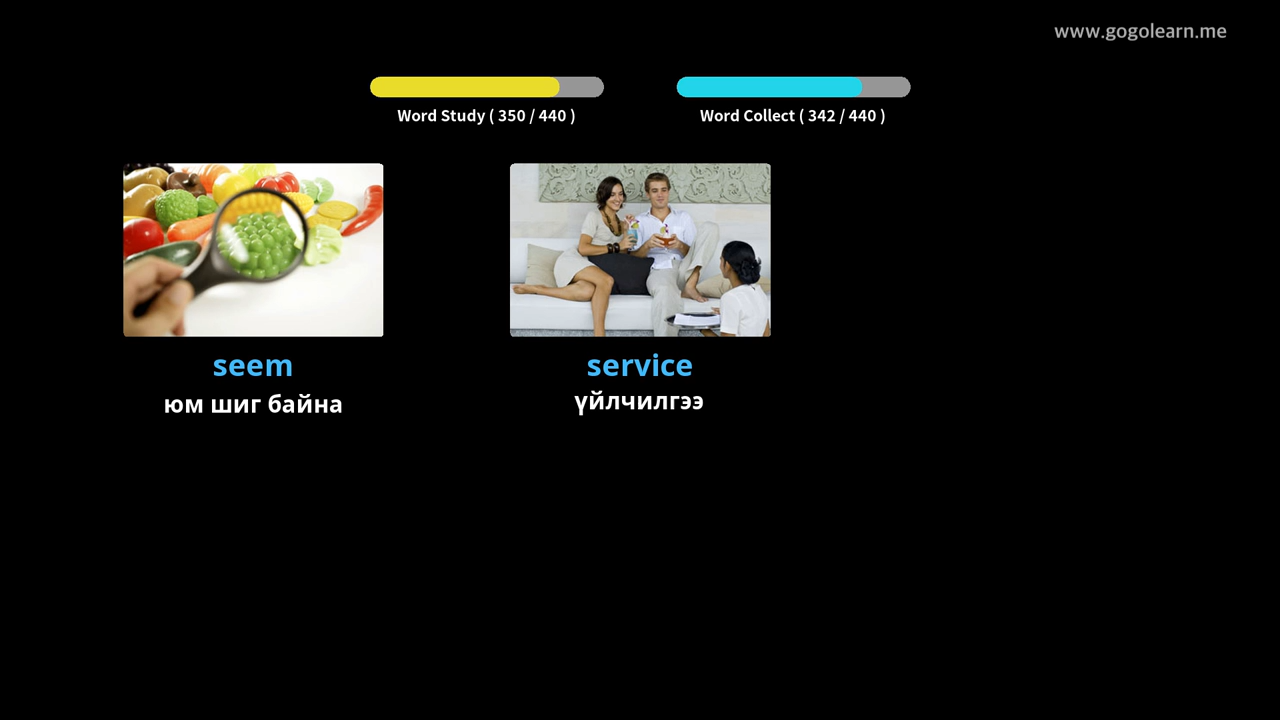 www.gogolearn.me
Word Study ( 350 / 440 )
Word Collect ( 342 / 440 )
seem
юм шиг байна
service
үйлчилгээ